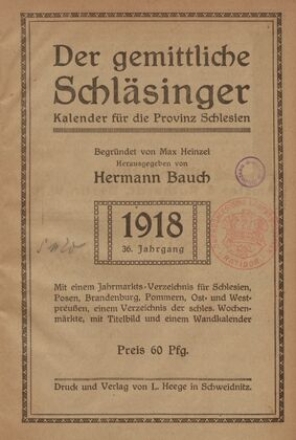 Der gemittliche
Schläsinger
Kalender für die Provinz Schlesien
Begründet von Max Heinzel
Herausgegeben von
Hermann Bauch
1918
36. Jahrgang
Mit einem Jahrmarkts-Verzeichnis für Schlesien,
Posen, Brandenburg, Pommern, Ost- und West-
preußen, einem Verzeichnis der schles. Wochen-
märkte, mit Titelbild und einem Wandkalender
Preis 60 Pfg.
Druck und Verlag von L. Heege in Schweidnitz.